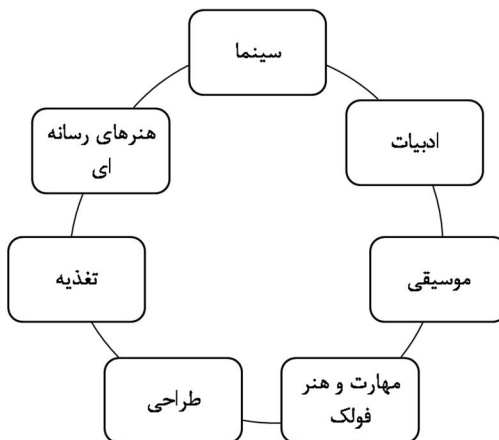 سینما
ادبیات
موسیقی
مهارت و هنر
فولک
طراحی
تغذیه
هنرهای رسانه
ای